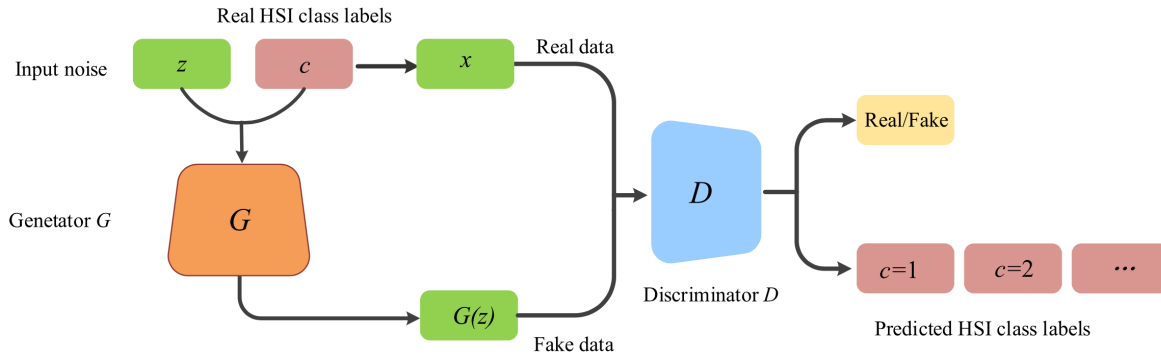 Real HSI class labels
Input noise
z
c
x
Real data
Real/Fake
Genetator G
G
D
Discriminator D
c=1
c=2
...
G(z)
Fake data
Predicted HSI class labels